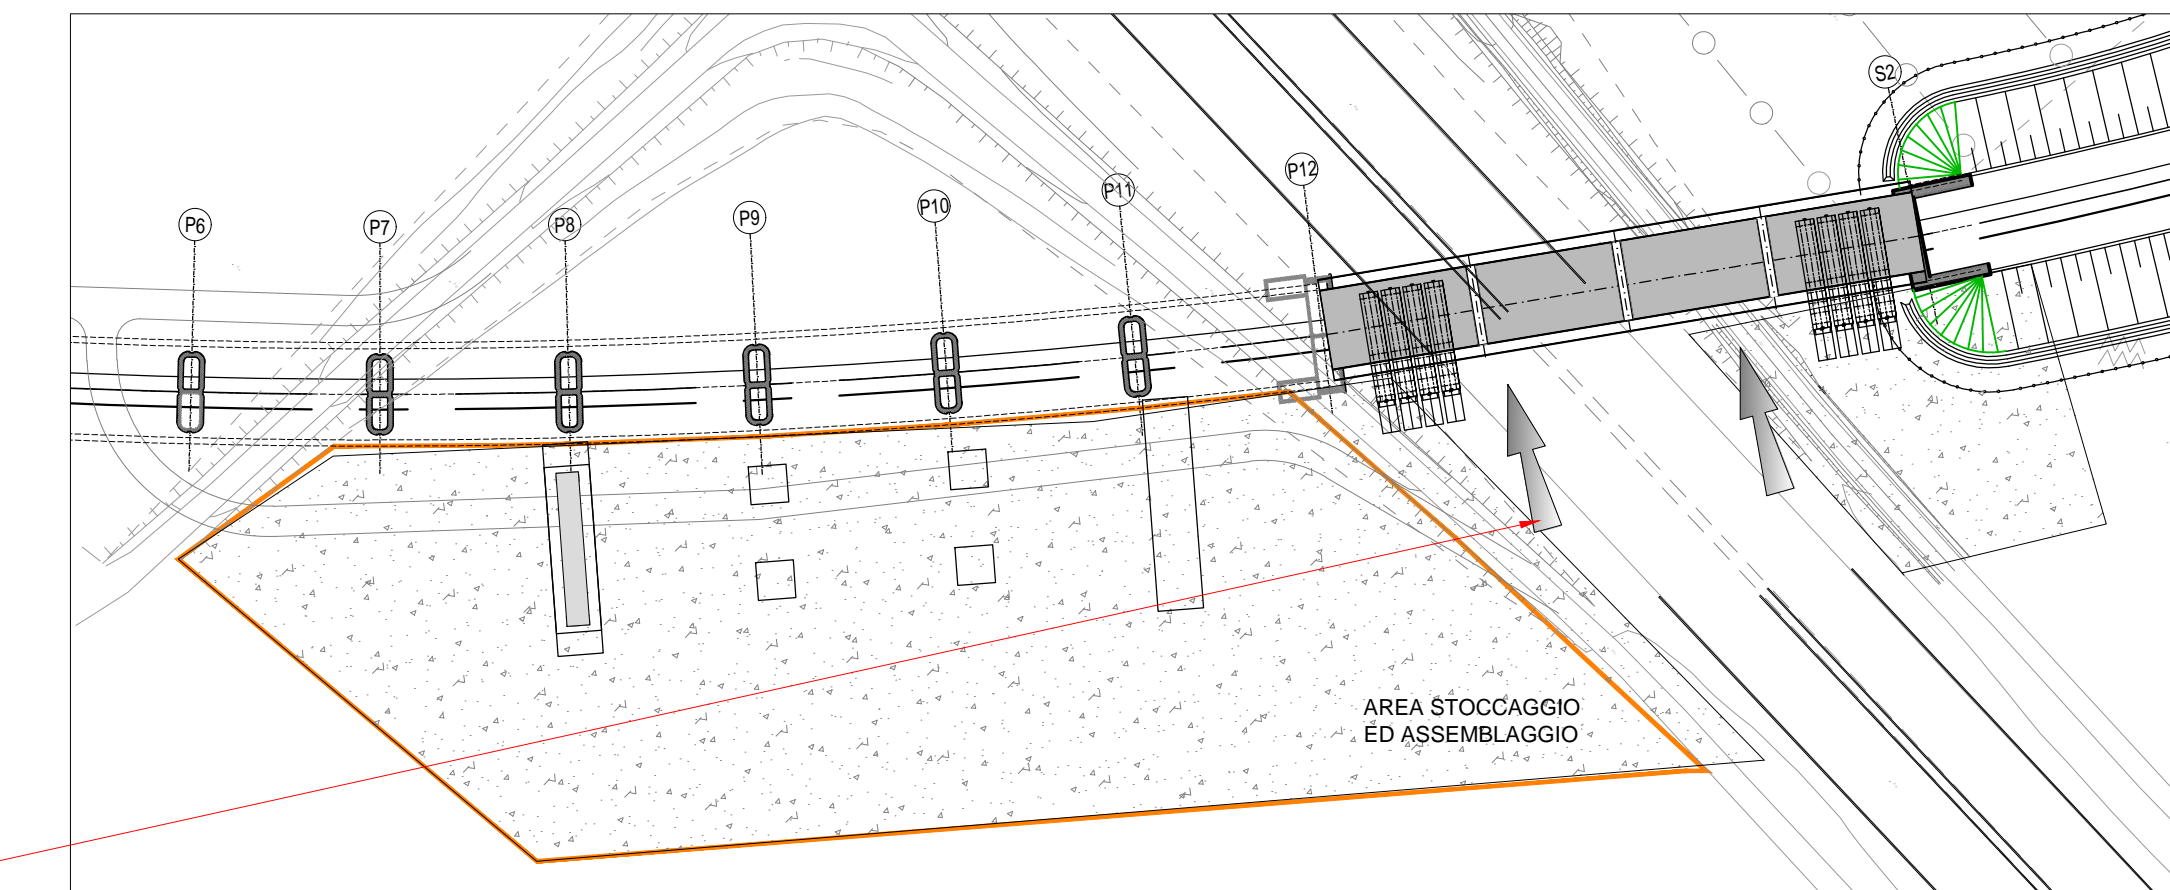 P6
P7
P8
P9
P10
P11
P12
S2
AREA STOCCAGGIO
ED ASSEMBLAGGIO